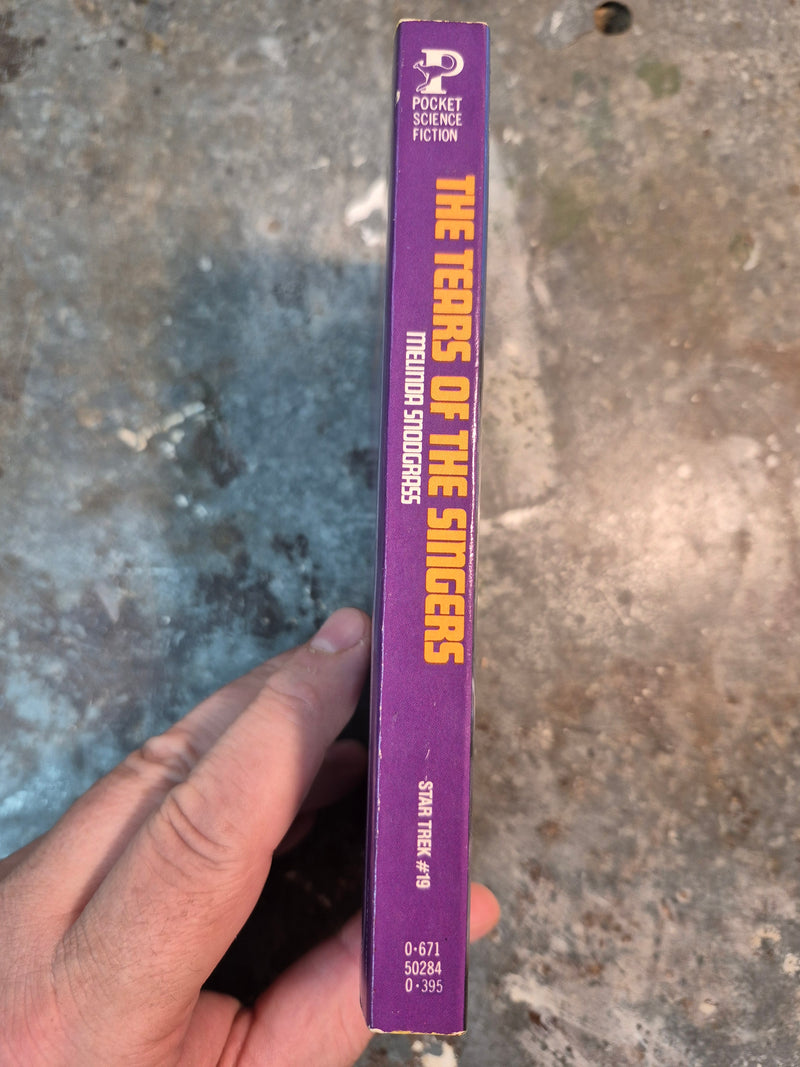 P
POCKET
SCIENCE
FICTION
THE TEARS OF THE SINGERS
MELINDA SNODGRASS
STAR TREK #19
0·671
50284
0·395